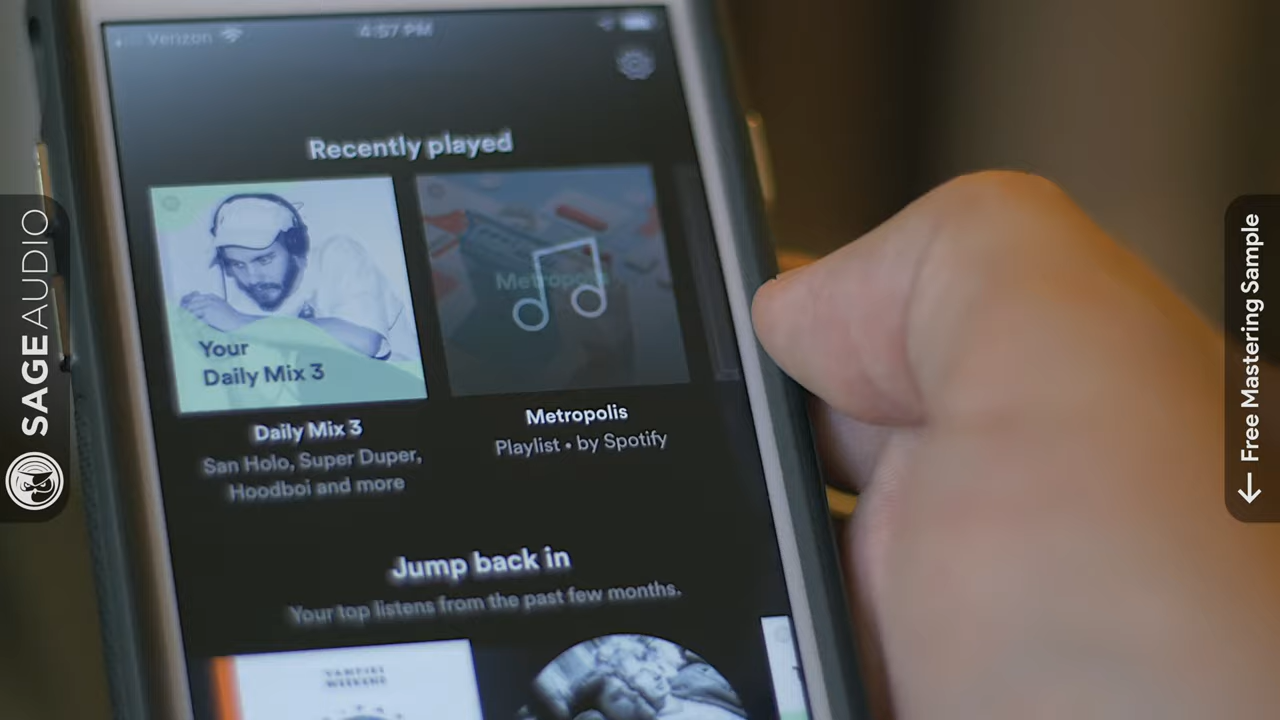 Verizon
4:57 PM
Recently played
Your
Daily Mix 3
Metropolis
Daily Mix 3
San Holo, Super Duper,
Hoodboi and more
Metropolis
Playlist • by Spotify
Jump back in
Your top listens from the past few months.
VAMPIRE
WEEKEND
SAGEAUDIO
← Free Mastering Sample